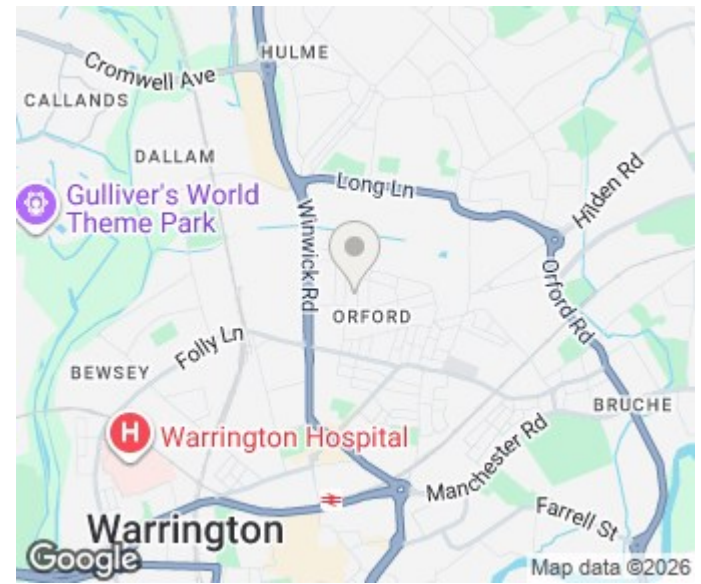 HULME
Cromwell Ave
CALLANDS
DALLAM
Hilden Rd
Long Ln
Gulliver's World
Theme Park
Winwick Rd
Orford Rd
ORFORD
Folly Ln
BEWSEY
BRUCHE
H
Warrington Hospital
Manchester Rd
Farrell St
Warrington
Google
Map data ©2026